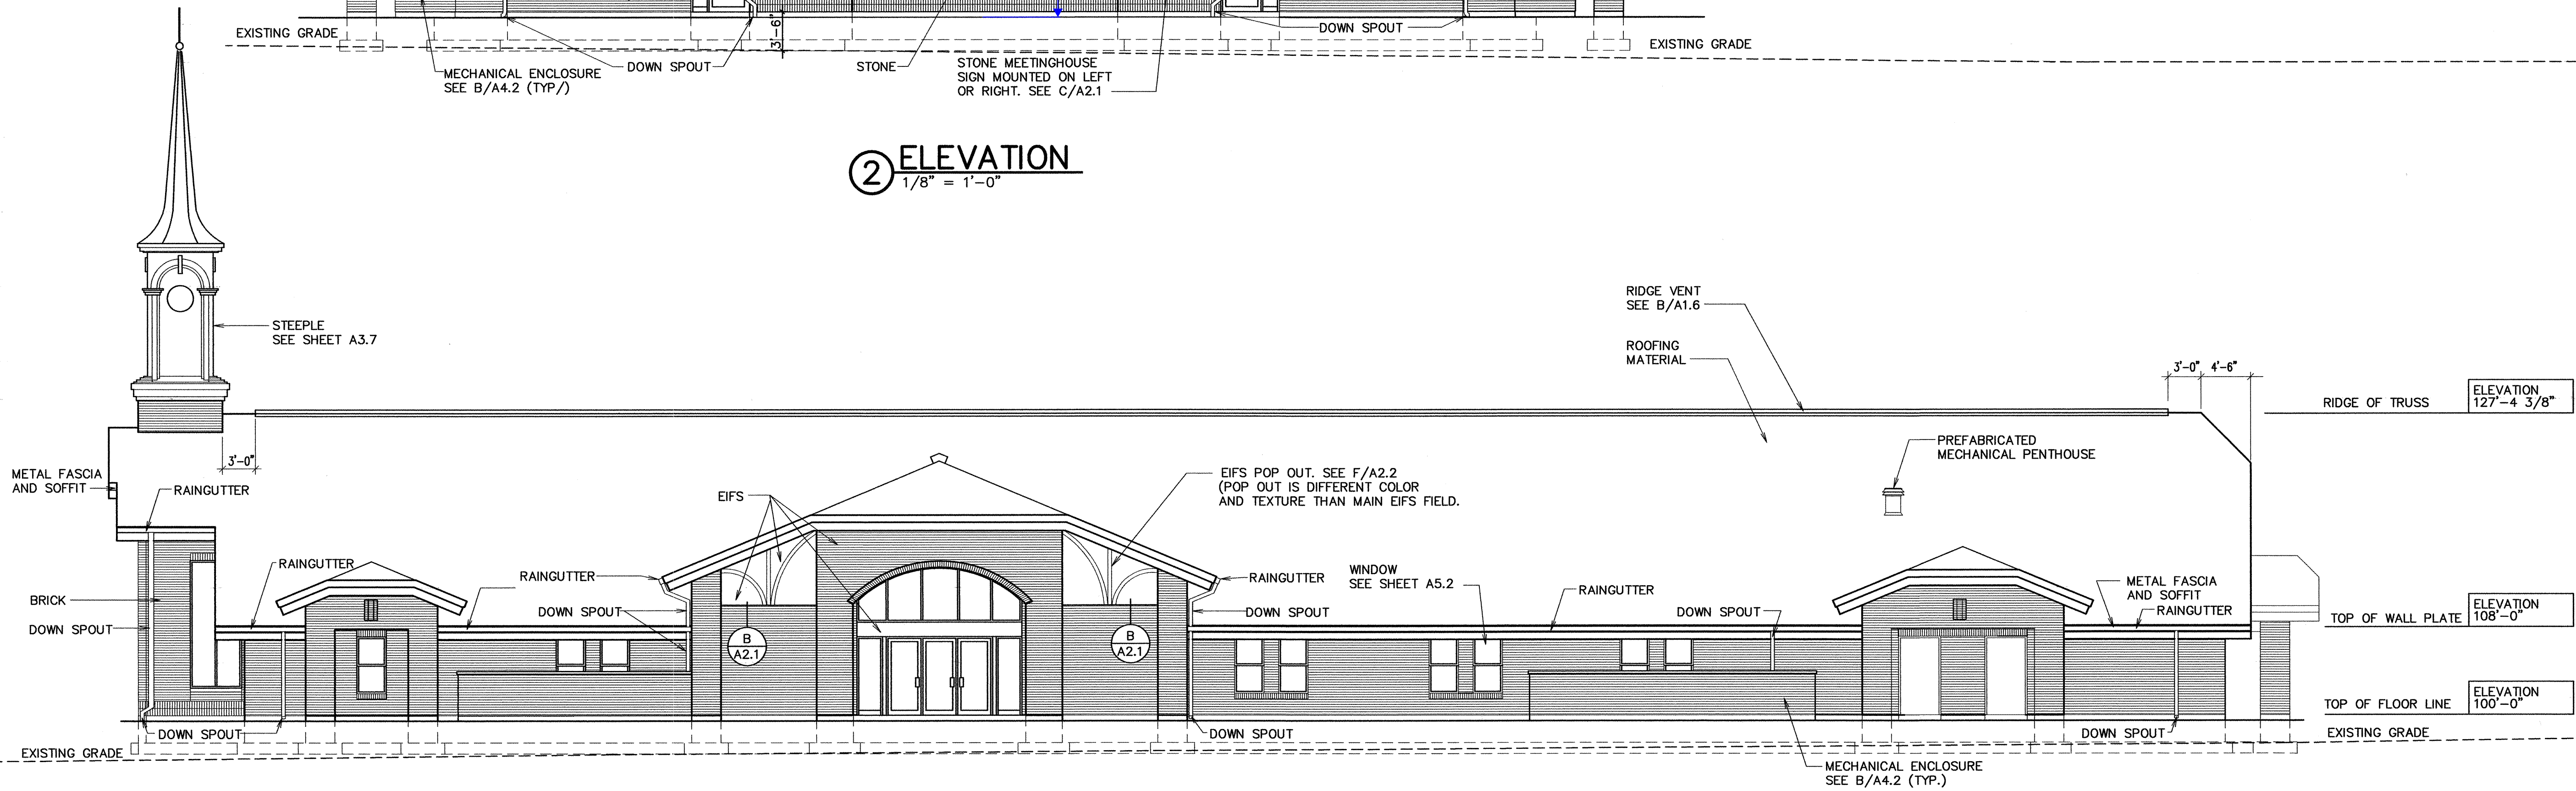 EXISTING GRADE
3'-6"
DOWN SPOUT
EXISTING GRADE
MECHANICAL ENCLOSURE
SEE B/A4.2 (TYP/)
DOWN SPOUT
STONE
STONE MEETINGHOUSE
SIGN MOUNTED ON LEFT
OR RIGHT. SEE C/A2.1
2
ELEVATION
1/8" = 1'-0"
STEEPLE
SEE SHEET A3.7
RIDGE VENT
SEE B/A1.6
ROOFING
MATERIAL
3'-0"
4'-6"
RIDGE OF TRUSS
ELEVATION
127'-4 3/8"
PREFABRICATED
MECHANICAL PENTHOUSE
3'-0"
METAL FASCIA
AND SOFFIT
RAINGUTTER
EIFS
EIFS POP OUT. SEE F/A2.2
(POP OUT IS DIFFERENT COLOR
AND TEXTURE THAN MAIN EIFS FIELD.
RAINGUTTER
RAINGUTTER
RAINGUTTER
WINDOW
SEE SHEET A5.2
RAINGUTTER
METAL FASCIA
AND SOFFIT
RAINGUTTER
BRICK
DOWN SPOUT
DOWN SPOUT
DOWN SPOUT
DOWN SPOUT
TOP OF WALL PLATE
ELEVATION
108'-0"
B
A2.1
B
A2.1
TOP OF FLOOR LINE
ELEVATION
100'-0"
DOWN SPOUT
DOWN SPOUT
DOWN SPOUT
EXISTING GRADE
EXISTING GRADE
MECHANICAL ENCLOSURE
SEE B/A4.2 (TYP.)